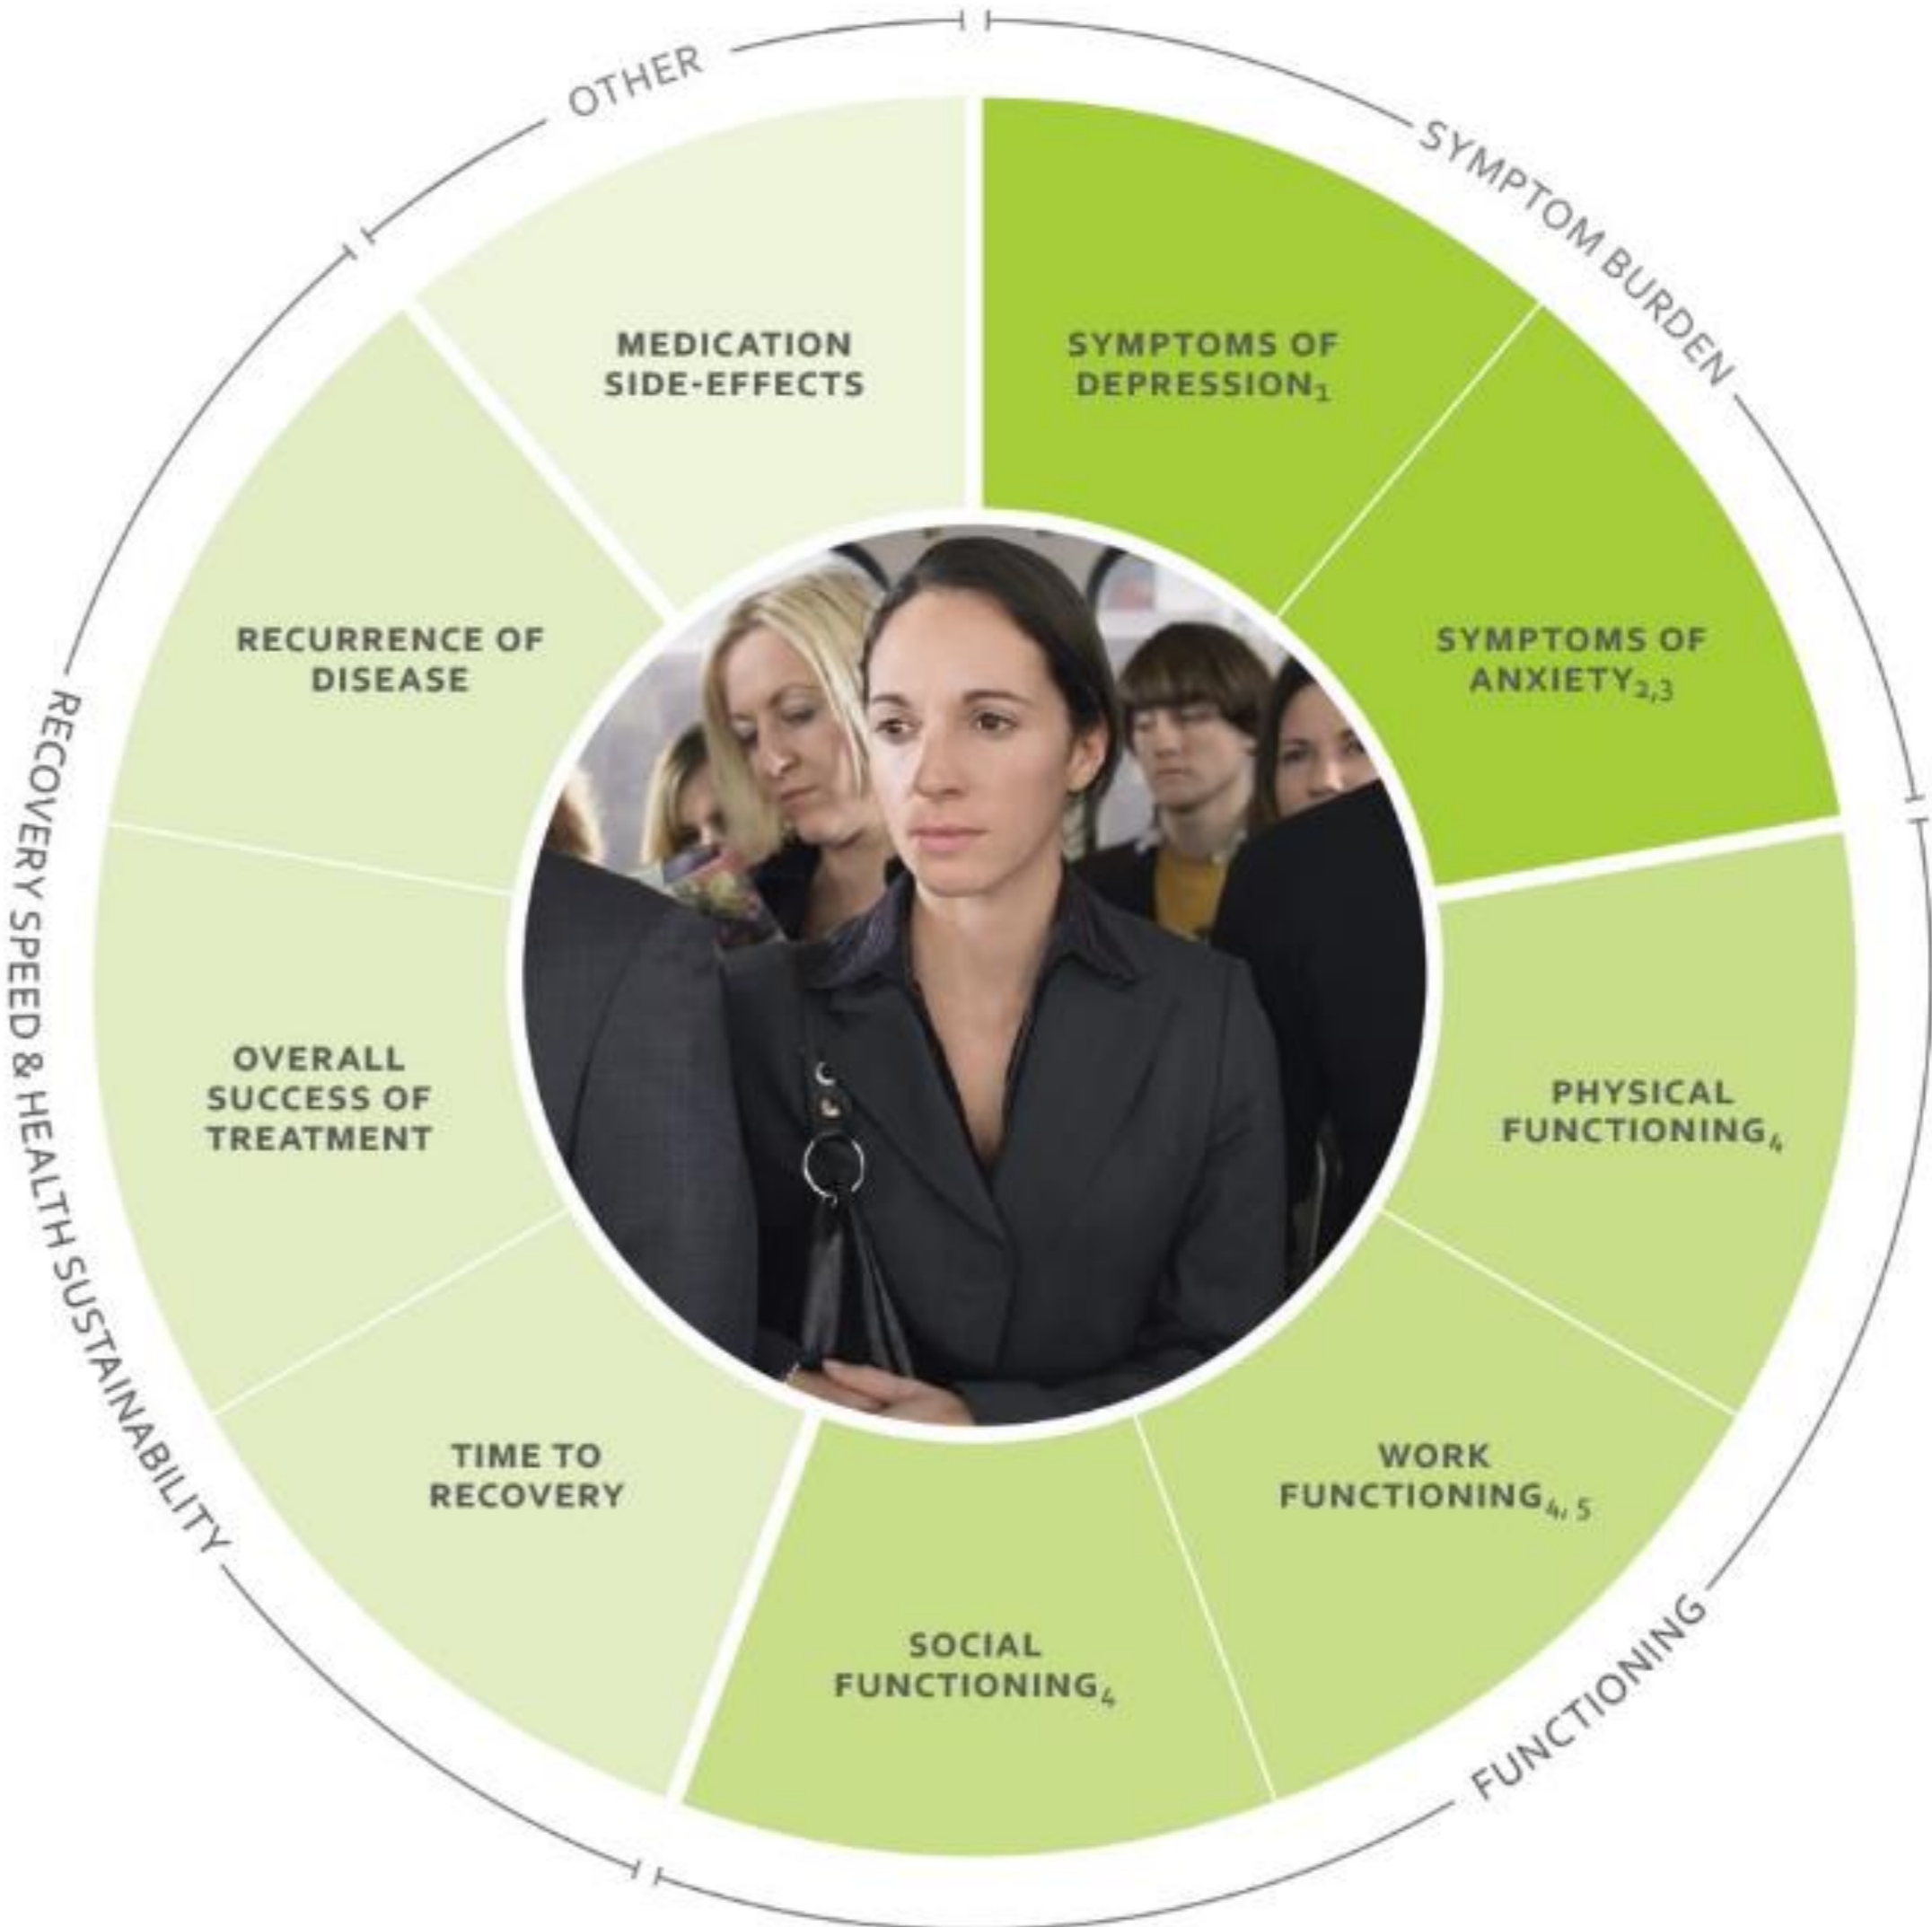 OTHER
SYMPTOM BURDEN
FUNCTIONING
RECOVERY SPEED & HEALTH SUSTAINABILITY
MEDICATION
SIDE-EFFECTS
SYMPTOMS OF
DEPRESSION₁
SYMPTOMS OF
ANXIETY₂,₃
PHYSICAL
FUNCTIONING₄
WORK
FUNCTIONING₄, ₅
SOCIAL
FUNCTIONING₄
TIME TO
RECOVERY
OVERALL
SUCCESS OF
TREATMENT
RECURRENCE OF
DISEASE